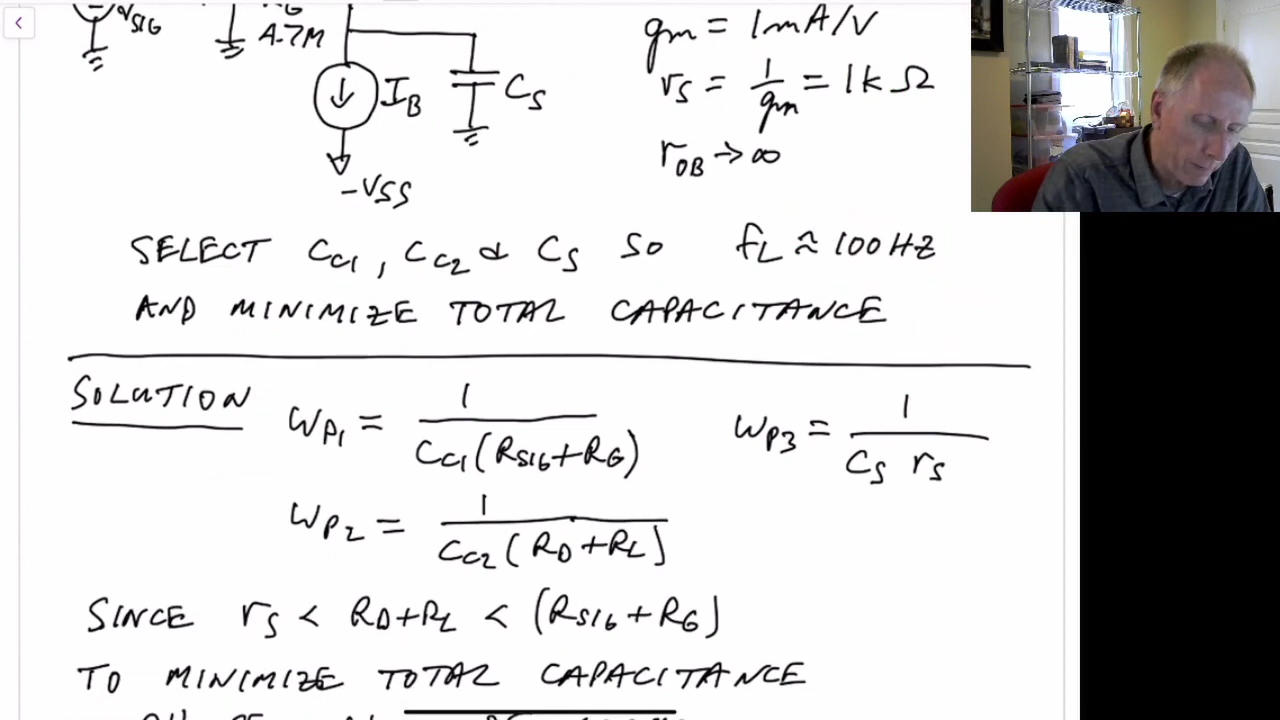 VSIG
RG
4.7M
IB
CS
-VSS
gm = 1mA/V
rS = 1/gm = 1kΩ
rOB → ∞
SELECT CC1, CC2 & CS SO fL ≈ 100HZ
AND MINIMIZE TOTAL CAPACITANCE
SOLUTION
ωP1 = 1/CC1(RSIG+RG)
ωP3 = 1/CS rS
ωP2 = 1/CC2(RD+RL)
SINCE rS < RD+RL < (RSIG+RG)
TO MINIMIZE TOTAL CAPACITANCE